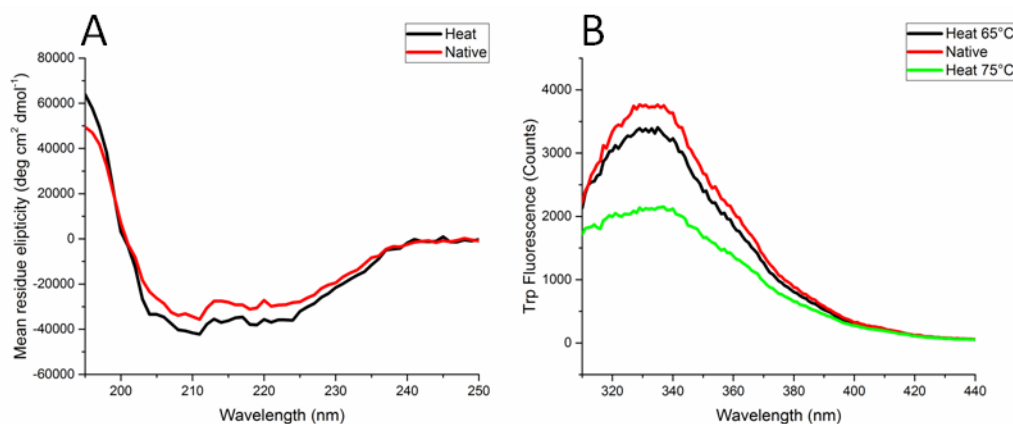 A
Heat
Native
Mean residue elipticity (deg cm² dmol⁻¹)
80000
60000
40000
20000
0
-20000
-40000
-60000
200
210
220
230
240
250
Wavelength (nm)
B
Heat 65°C
Native
Heat 75°C
Trp Fluorescence (Counts)
4000
3000
2000
1000
0
320
340
360
380
400
420
440
Wavelength (nm)